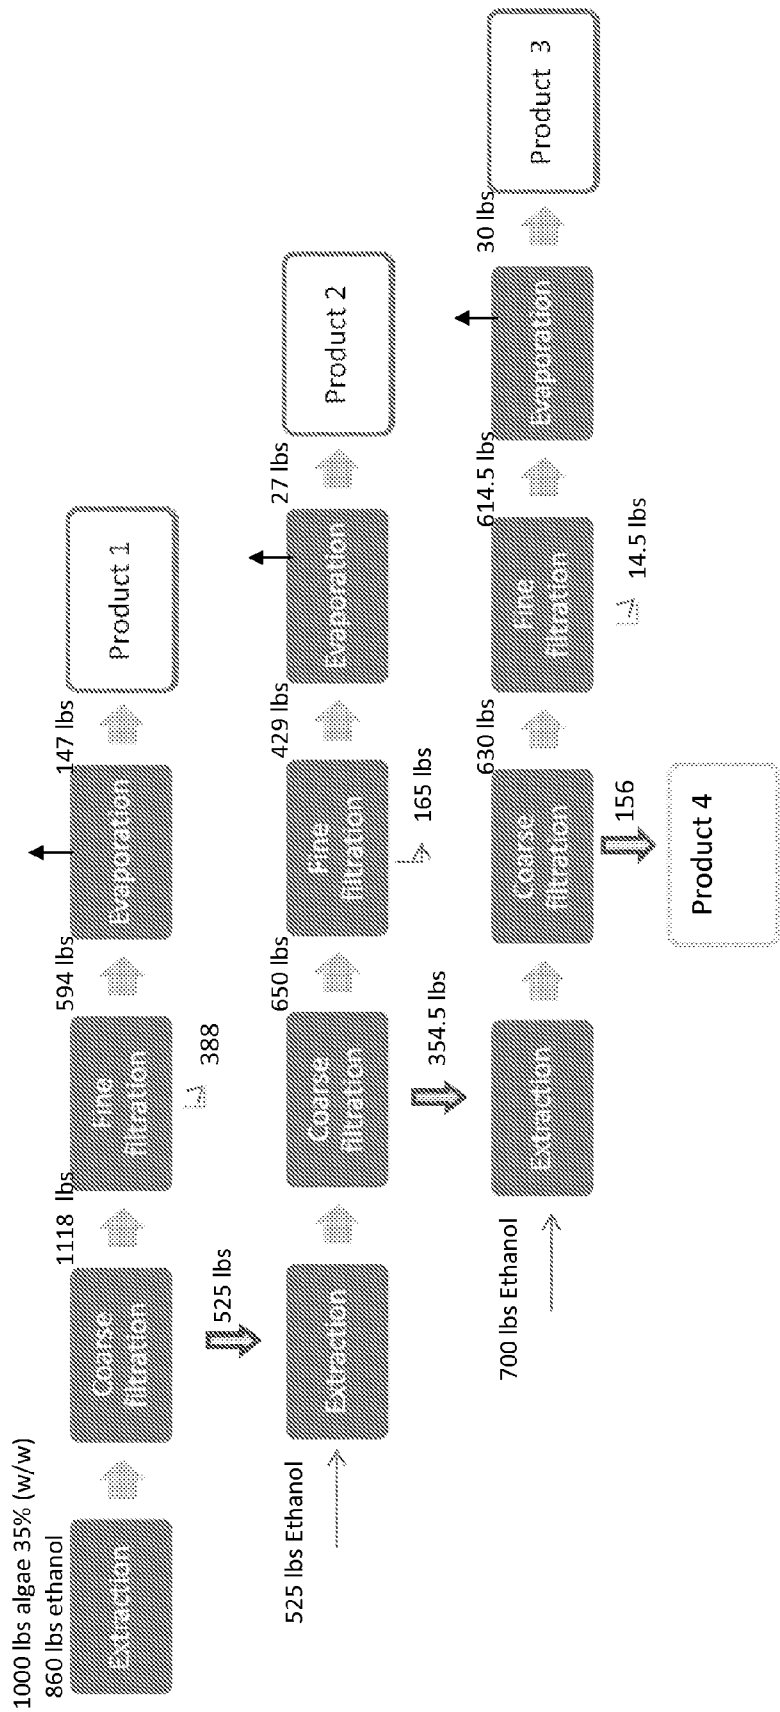 1000 lbs algae 35% (w/w)
860 lbs ethanol
Extraction
Coarse
filtration
1118 lbs
Fine
filtration
594 lbs
Evaporation
147 lbs
Product 1
388
525 lbs
525 lbs Ethanol
Extraction
Coarse
filtration
650 lbs
Fine
filtration
429 lbs
Evaporation
27 lbs
Product 2
165 lbs
354.5 lbs
700 lbs Ethanol
Extraction
Coarse
filtration
630 lbs
Fine
filtration
614.5 lbs
Evaporation
30 lbs
Product 3
14.5 lbs
156
Product 4